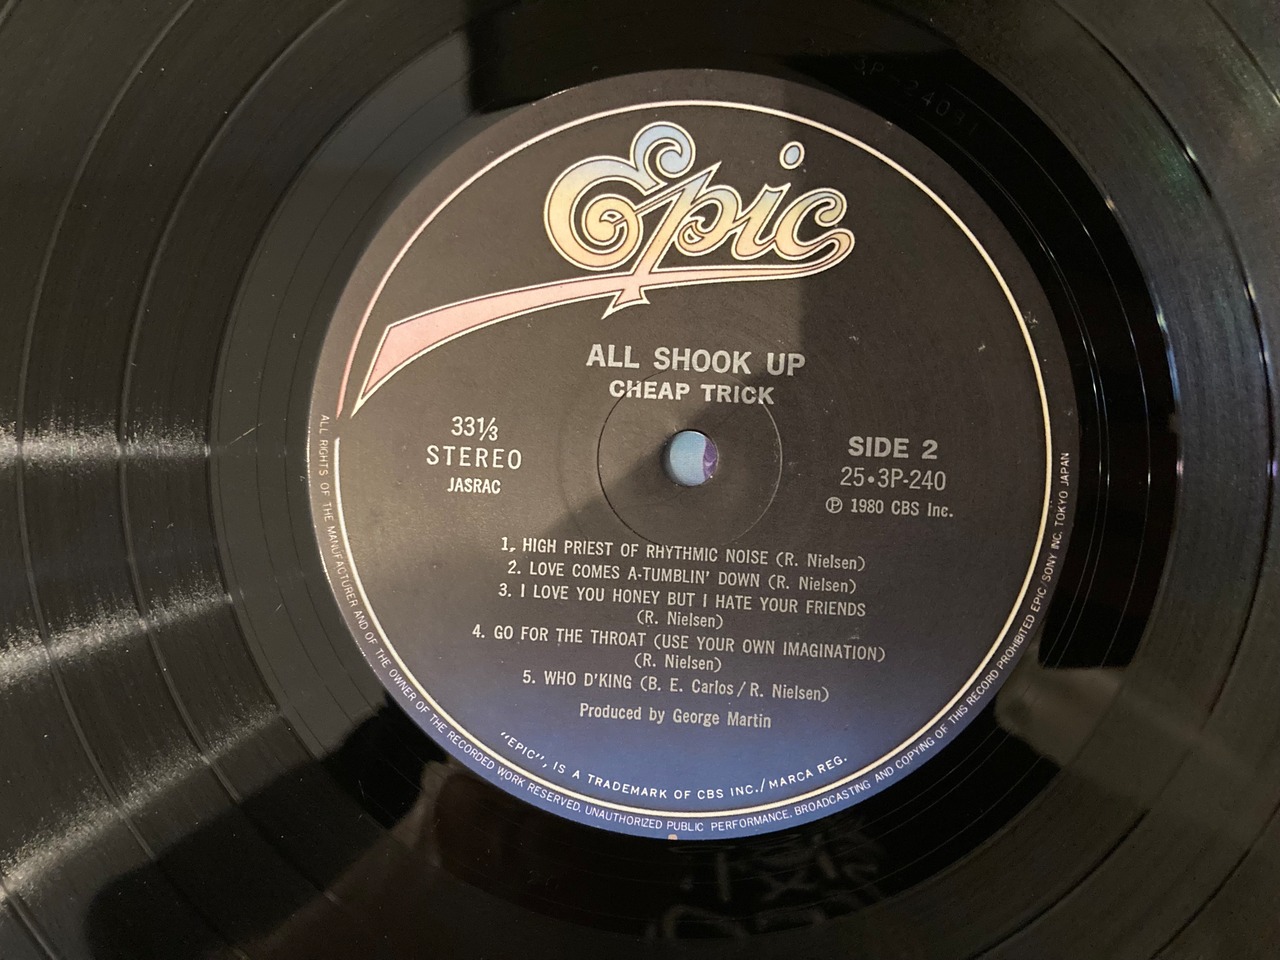 Epic
ALL SHOOK UP
CHEAP TRICK
33⅓
STEREO
JASRAC
SIDE 2
25•3P-240
Ⓟ 1980 CBS Inc.
1. HIGH PRIEST OF RHYTHMIC NOISE (R. Nielsen)
2. LOVE COMES A-TUMBLIN' DOWN (R. Nielsen)
3. I LOVE YOU HONEY BUT I HATE YOUR FRIENDS
(R. Nielsen)
4. GO FOR THE THROAT (USE YOUR OWN IMAGINATION)
(R. Nielsen)
5. WHO D'KING (B. E. Carlos / R. Nielsen)
Produced by George Martin
"EPIC", IS A TRADEMARK OF CBS INC./MARCA REG.
ALL RIGHTS OF THE MANUFACTURER AND OF THE OWNER OF THE RECORDED WORK RESERVED. UNAUTHORIZED PUBLIC PERFORMANCE, BROADCASTING AND COPYING OF THIS RECORD PROHIBITED EPIC/SONY INC. TOKYO JAPAN